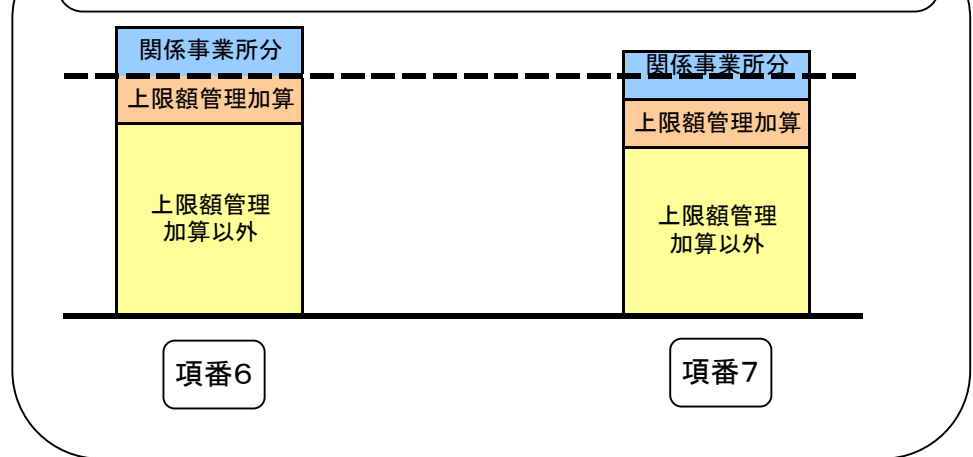 関係事業所分
上限額管理加算
上限額管理
加算以外
項番6
関係事業所分
上限額管理加算
上限額管理
加算以外
項番7